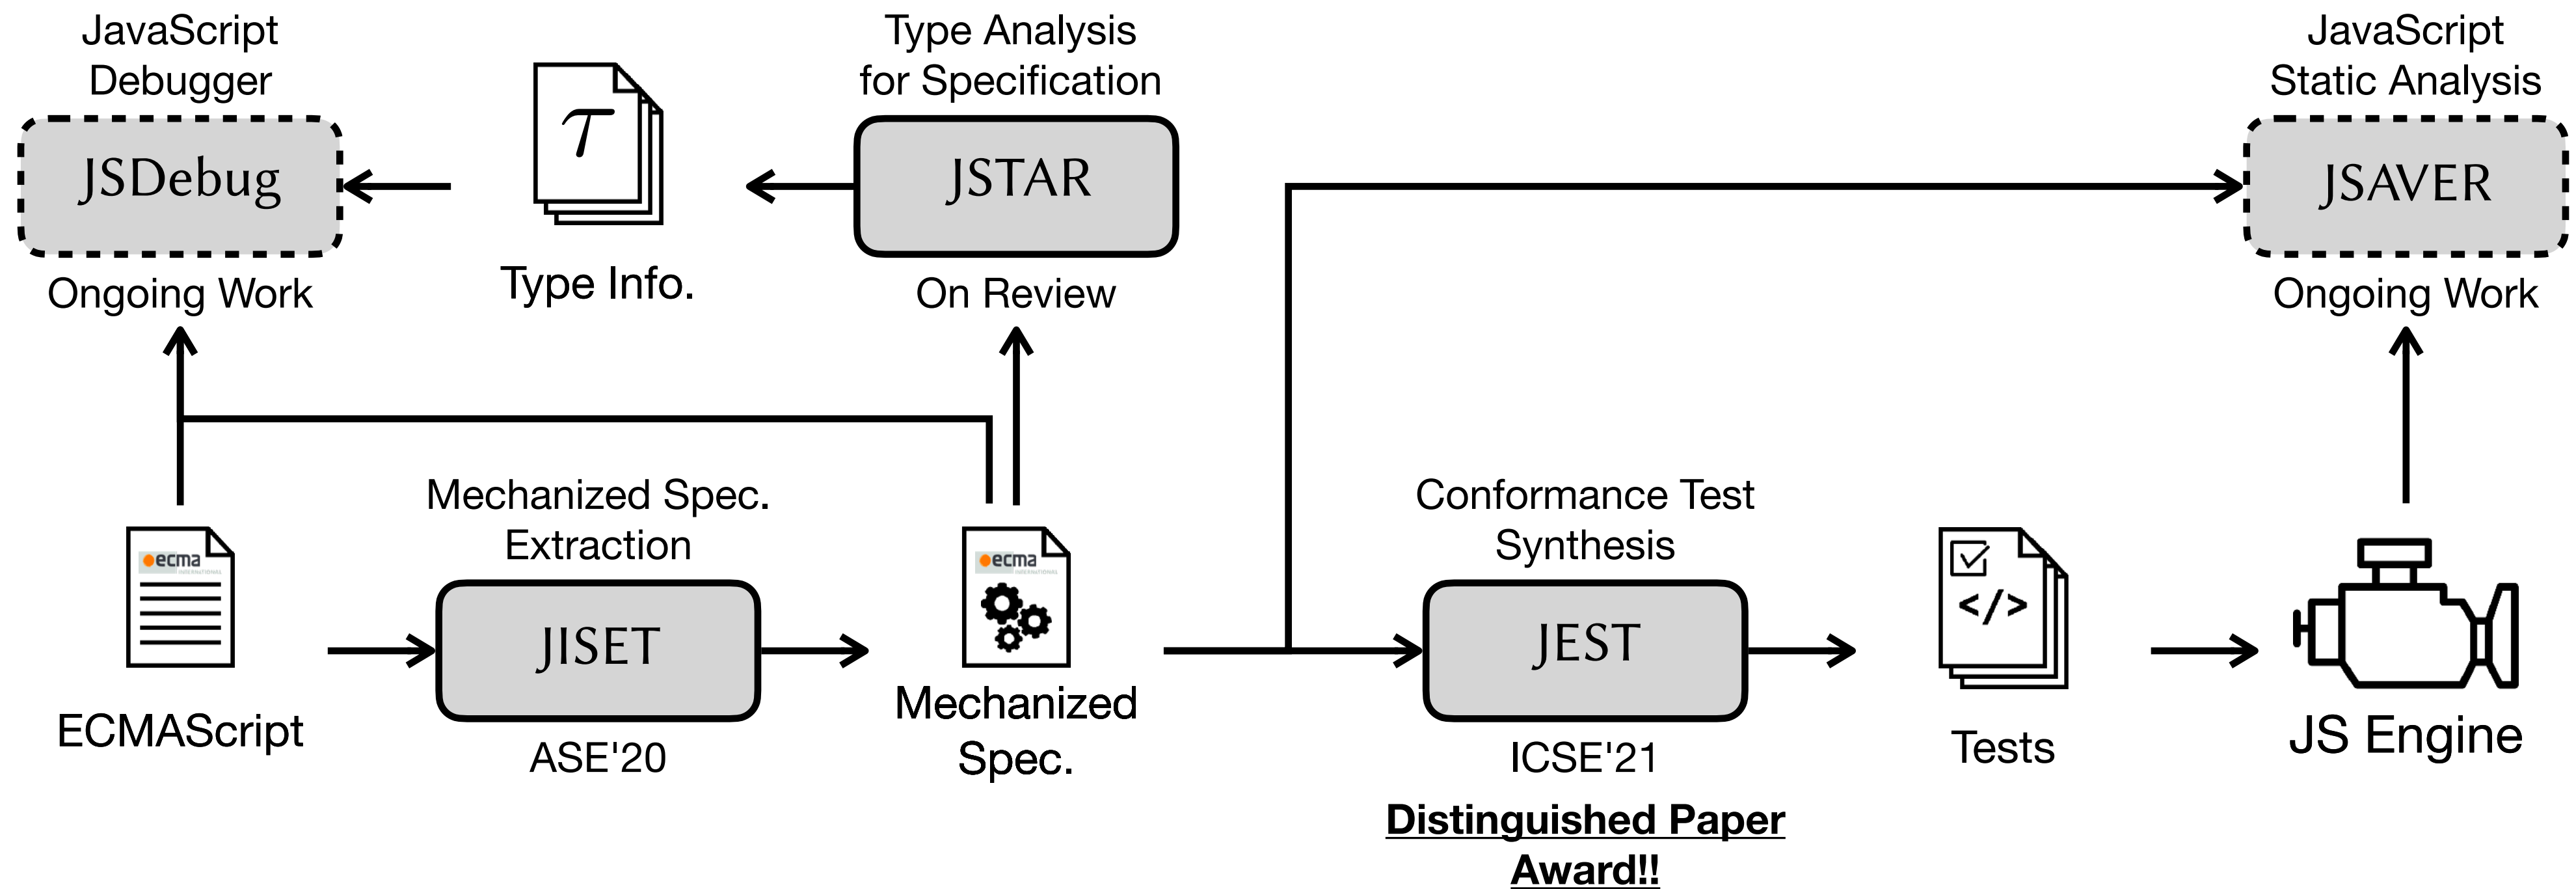 JavaScript
Debugger
JSDebug
Ongoing Work
τ
Type Info.
Type Analysis
for Specification
JSTAR
On Review
JavaScript
Static Analysis
JSAVER
Ongoing Work
ecma
ECMAScript
Mechanized Spec.
Extraction
JISET
ASE'20
ecma
Mechanized
Spec.
Conformance Test
Synthesis
JEST
ICSE'21
Distinguished Paper
Award!!
</>
Tests
JS Engine